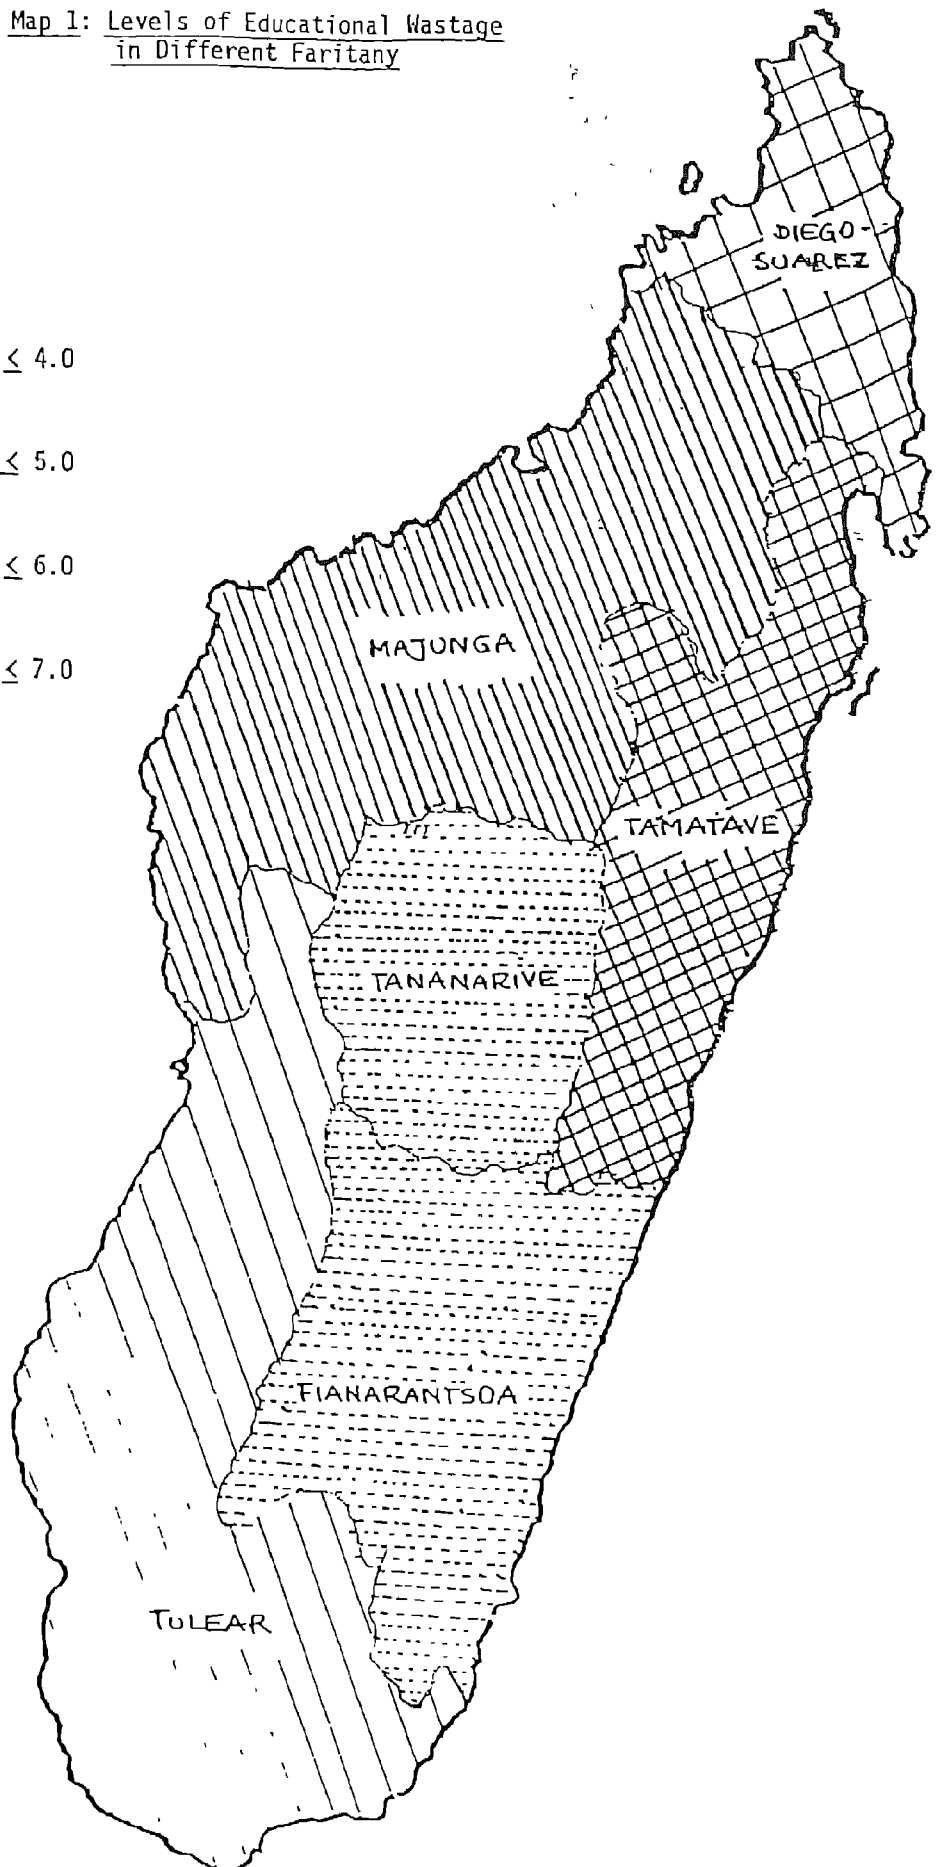 Map 1: Levels of Educational Wastage
in Different Faritany
DIEGO-
SUAREZ
≤ 4.0
≤ 5.0
≤ 6.0
≤ 7.0
MAJUNGA
TAMATAVE
TANANARIVE
FIANARANTSOA
TULEAR